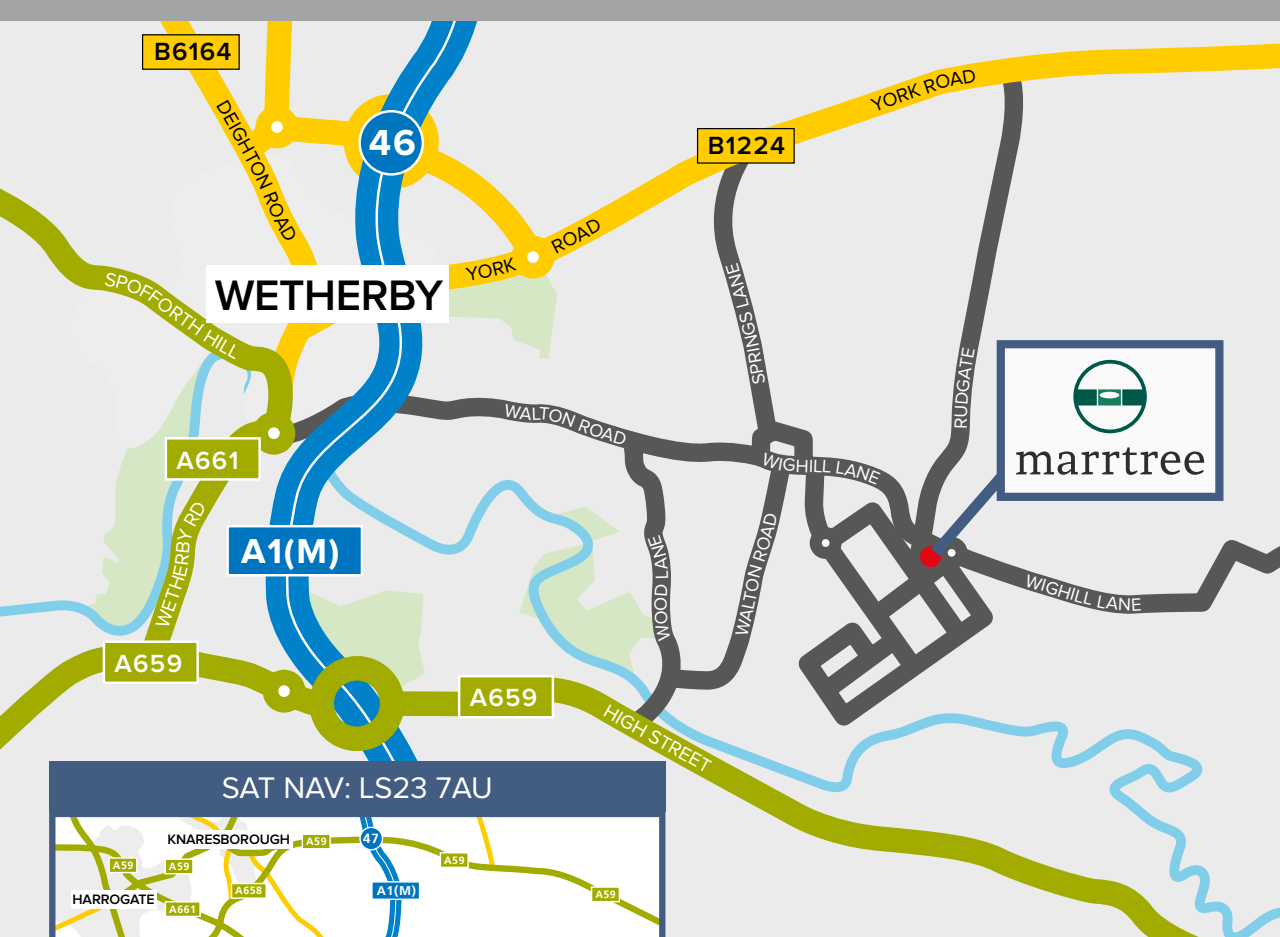 B6164
DEIGHTON ROAD
46
YORK ROAD
B1224
YORK ROAD
WETHERBY
SPOFFORTH HILL
SPRINGS LANE
RUDGATE
marrtree
WALTON ROAD
WIGHILL LANE
A661
WETHERBY RD
A1(M)
WOOD LANE
WALTON ROAD
WIGHILL LANE
A659
A659
HIGH STREET
SAT NAV: LS23 7AU
KNARESBOROUGH
A59
47
A59
A59
A59
A658
A1(M)
A59
HARROGATE
A661